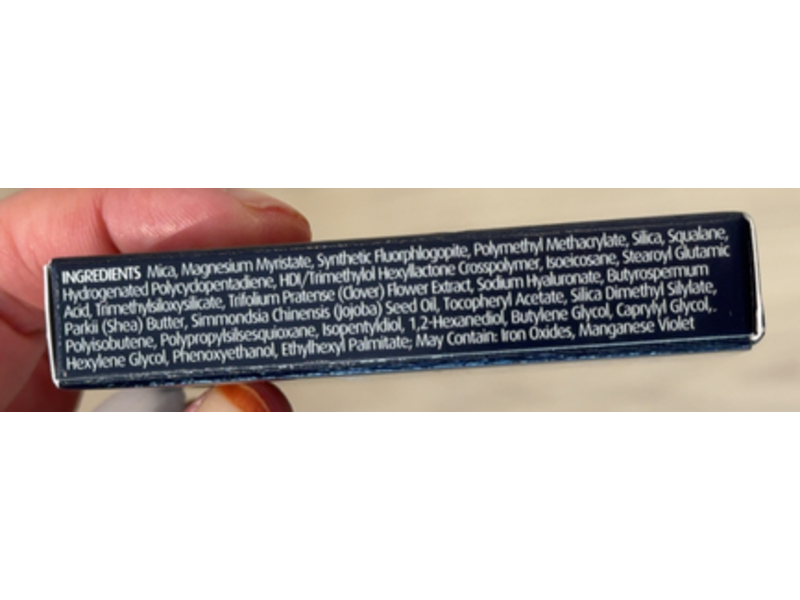 INGREDIENTS Mica, Magnesium Myristate, Synthetic Fluorphlogopite, Polymethyl Methacrylate, Silica, Squalane,
Hydrogenated Polycyclopentadiene, HDI/Trimethylol Hexyllactone Crosspolymer, Isoeicosane, Stearoyl Glutamic
Acid, Trimethylsiloxysilicate, Trifolium Pratense (Clover) Flower Extract, Sodium Hyaluronate, Butyrospermum
Parkii (Shea) Butter, Simmondsia Chinensis (Jojoba) Seed Oil, Tocopheryl Acetate, Silica Dimethyl Silylate,
Polyisobutene, Polypropylsilsesquioxane, Isopentyldiol, 1,2-Hexanediol, Butylene Glycol, Caprylyl Glycol,
Hexylene Glycol, Phenoxyethanol, Ethylhexyl Palmitate; May Contain: Iron Oxides, Manganese Violet